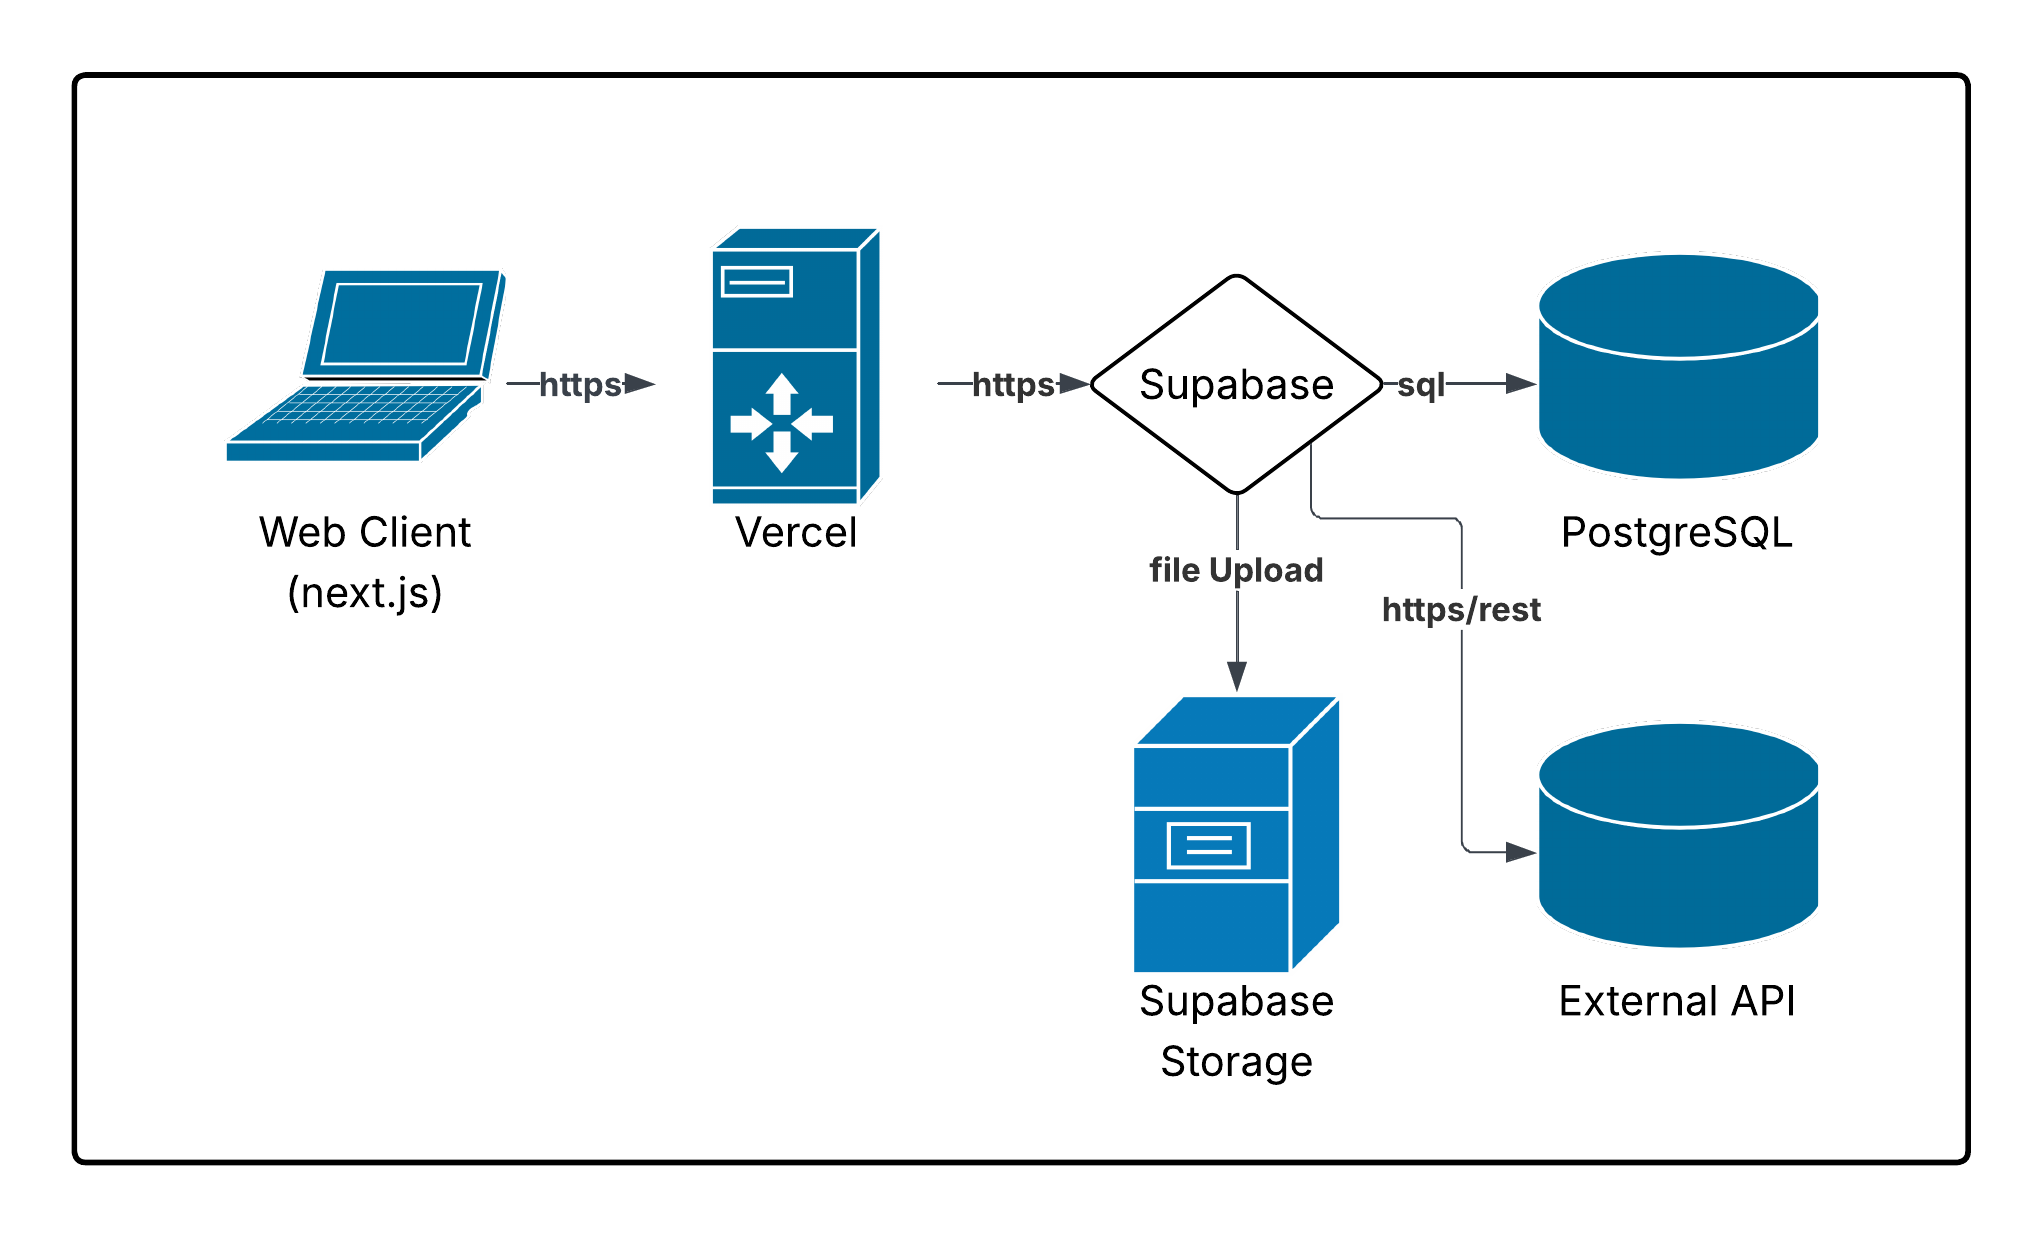 https
https
Supabase
sql
Web Client
(next.js)
Vercel
PostgreSQL
file Upload
https/rest
Supabase
Storage
External API